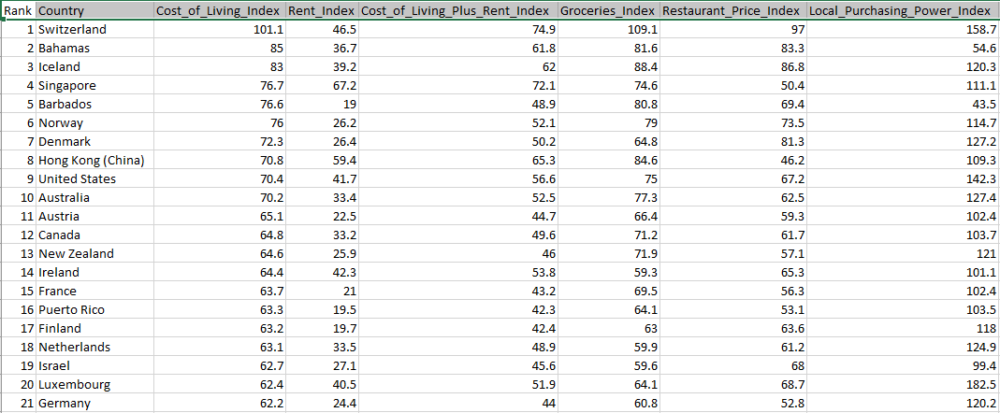 Rank Country Cost_of_Living_Index Rent_Index Cost_of_Living_Plus_Rent_Index Groceries_Index Restaurant_Price_Index Local_Purchasing_Power_Index
1 Switzerland 101.1 46.5 74.9 109.1 97 158.7
2 Bahamas 85 36.7 61.8 81.6 83.3 54.6
3 Iceland 83 39.2 62 88.4 86.8 120.3
4 Singapore 76.7 67.2 72.1 74.6 50.4 111.1
5 Barbados 76.6 19 48.9 80.8 69.4 43.5
6 Norway 76 26.2 52.1 79 73.5 114.7
7 Denmark 72.3 26.4 50.2 64.8 81.3 127.2
8 Hong Kong (China) 70.8 59.4 65.3 84.6 46.2 109.3
9 United States 70.4 41.7 56.6 75 67.2 142.3
10 Australia 70.2 33.4 52.5 77.3 62.5 127.4
11 Austria 65.1 22.5 44.7 66.4 59.3 102.4
12 Canada 64.8 33.2 49.6 71.2 61.7 103.7
13 New Zealand 64.6 25.9 46 71.9 57.1 121
14 Ireland 64.4 42.3 53.8 59.3 65.3 101.1
15 France 63.7 21 43.2 69.5 56.3 102.4
16 Puerto Rico 63.3 19.5 42.3 64.1 53.1 103.5
17 Finland 63.2 19.7 42.4 63 63.6 118
18 Netherlands 63.1 33.5 48.9 59.9 61.2 124.9
19 Israel 62.7 27.1 45.6 59.6 68 99.4
20 Luxembourg 62.4 40.5 51.9 64.1 68.7 182.5
21 Germany 62.2 24.4 44 60.8 52.8 120.2